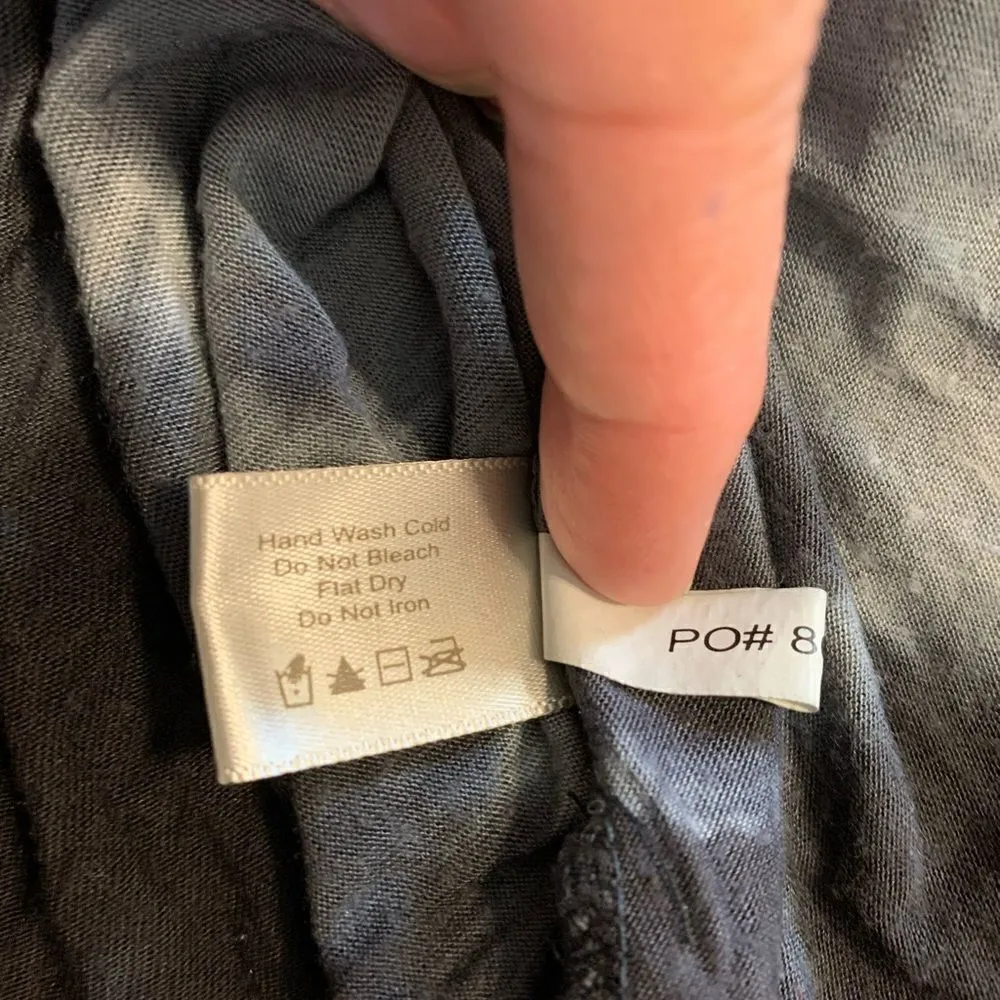 Hand Wash Cold
Do Not Bleach
Flat Dry
Do Not Iron
PO# 8